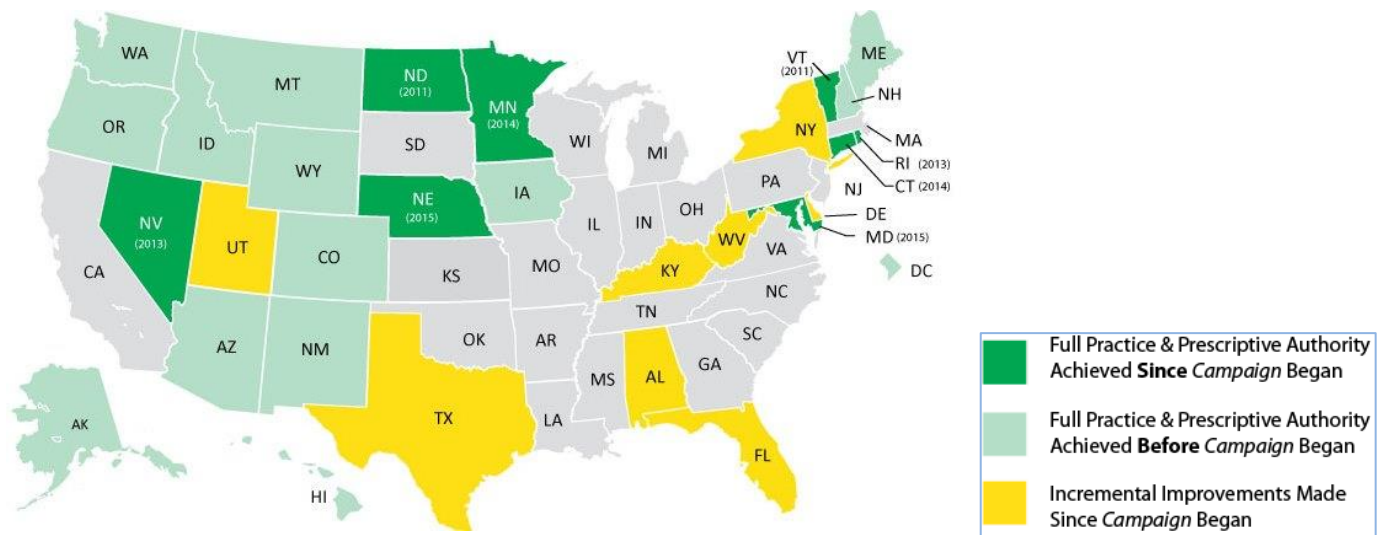 WA
MT
ND
(2011)
MN
(2014)
VT
(2011)
ME
NH
OR
ID
WY
SD
WI
MI
NY
MA
RI (2013)
CT (2014)
NV
(2013)
UT
CO
NE
(2015)
IA
IL
IN
OH
PA
NJ
DE
MD (2015)
WV
VA
DC
CA
KS
MO
KY
NC
TN
AZ
NM
OK
AR
SC
MS
AL
GA
AK
HI
TX
LA
FL
Full Practice & Prescriptive Authority
Achieved Since Campaign Began
Full Practice & Prescriptive Authority
Achieved Before Campaign Began
Incremental Improvements Made
Since Campaign Began